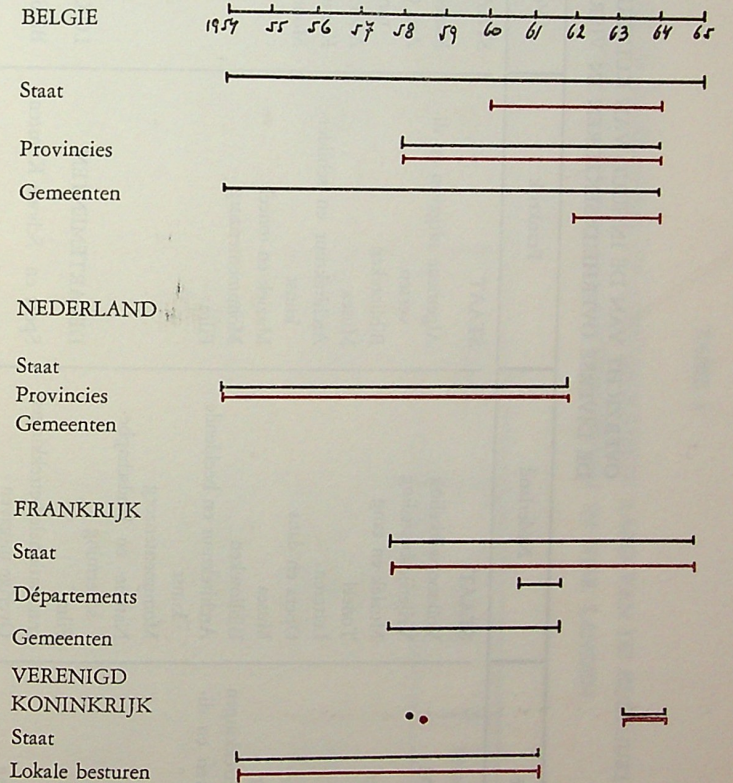 BELGIE
1954 55 56 57 58 59 60 61 62 63 64 65
Staat
Provincies
Gemeenten
NEDERLAND
Staat
Provincies
Gemeenten
FRANKRIJK
Staat
Départements
Gemeenten
VERENIGD
KONINKRIJK
Staat
Lokale besturen